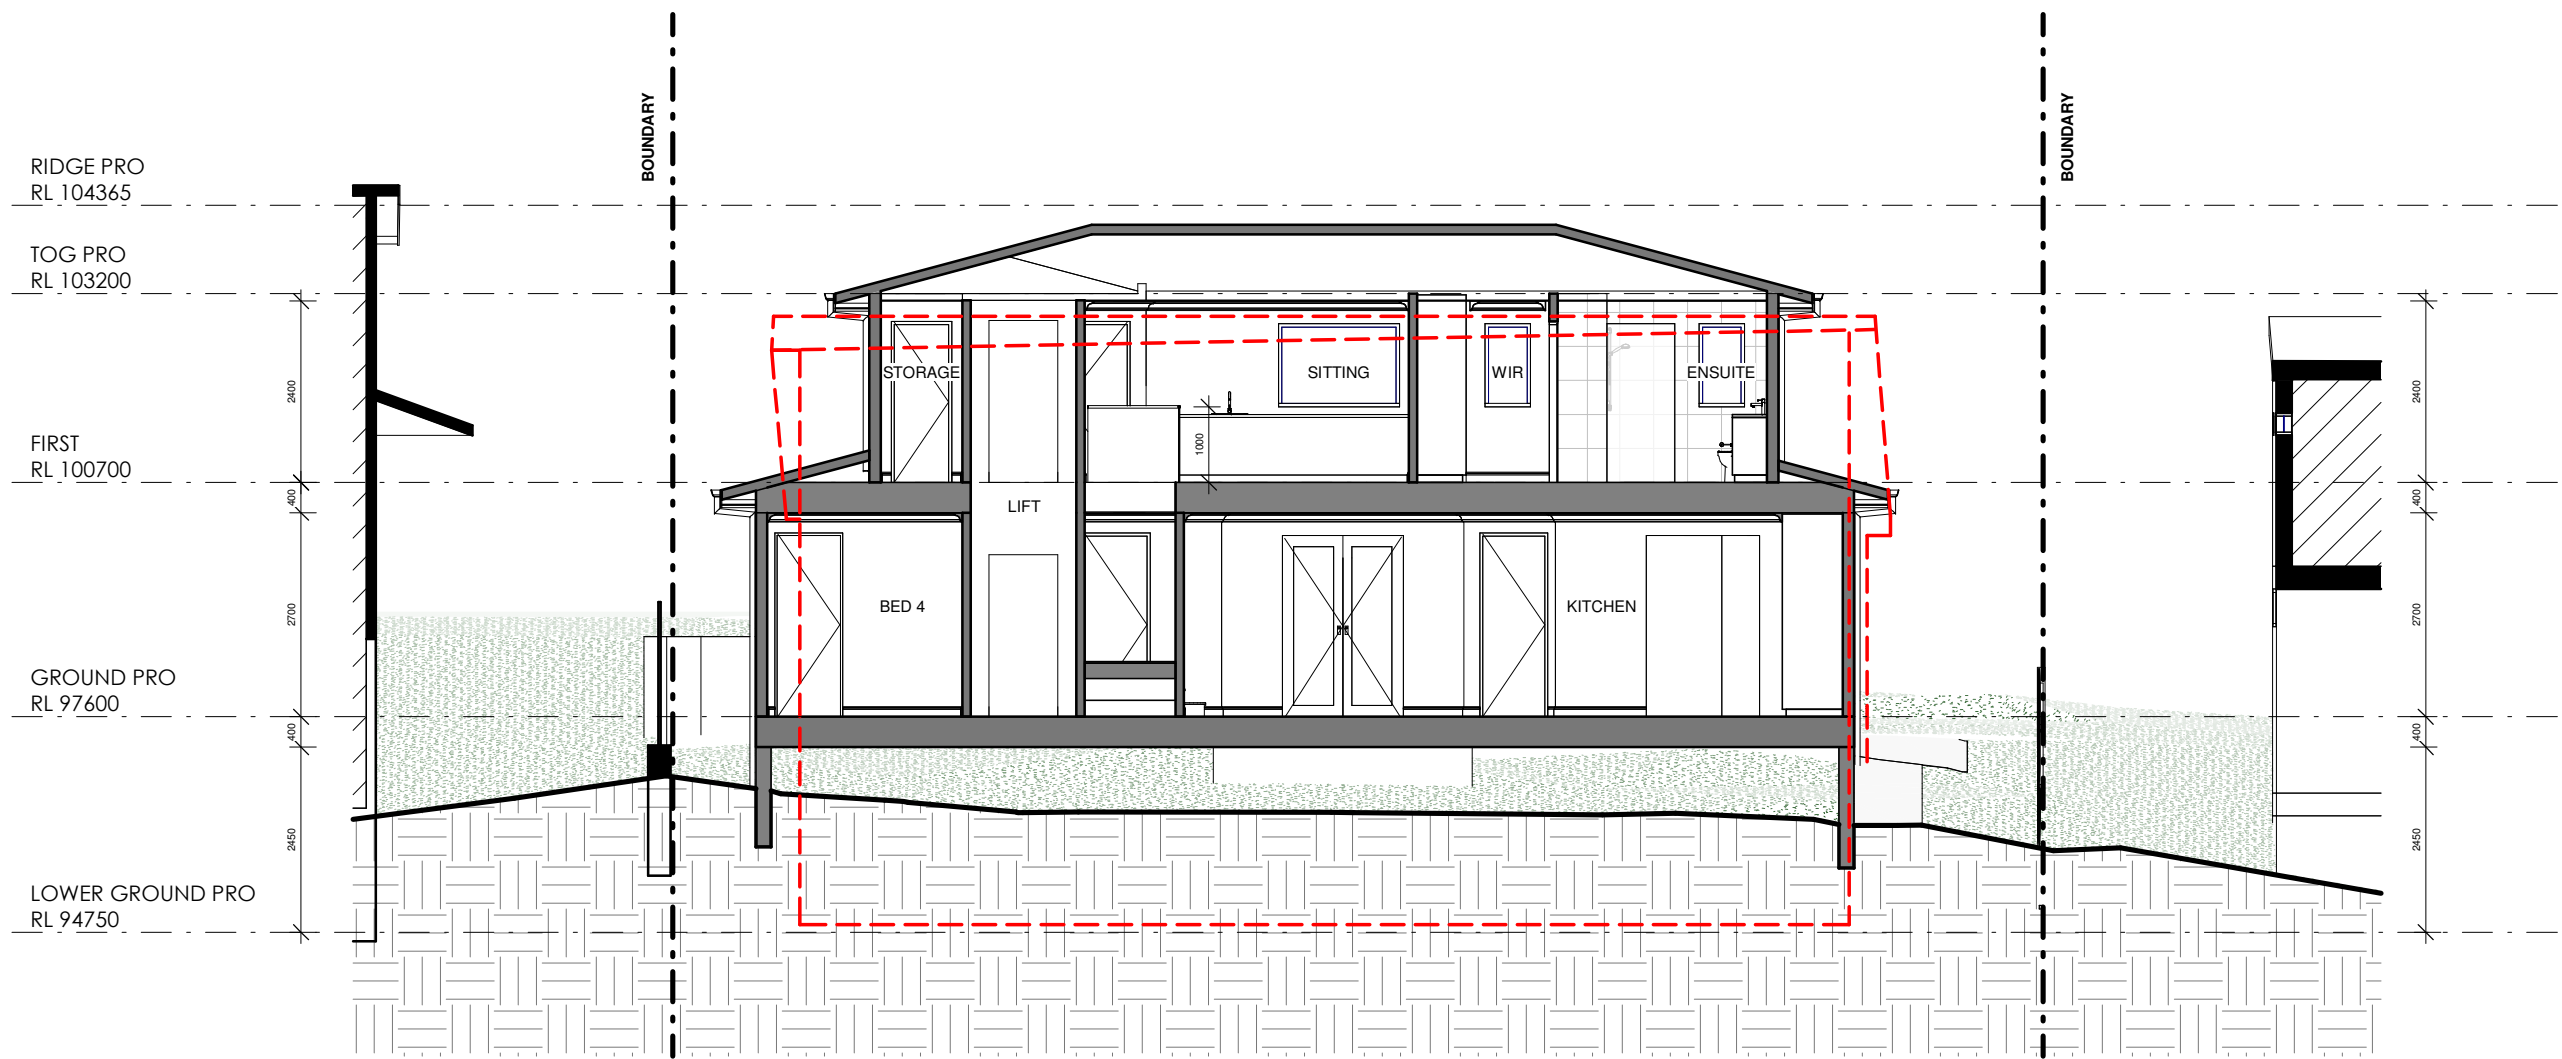 BOUNDARY
BOUNDARY
RIDGE PRO
RL 104365
TOG PRO
RL 103200
2400
2400
STORAGE
SITTING
WIR
ENSUITE
1000
FIRST
RL 100700
400
400
LIFT
2700
2700
BED 4
KITCHEN
GROUND PRO
RL 97600
400
400
2450
2450
LOWER GROUND PRO
RL 94750